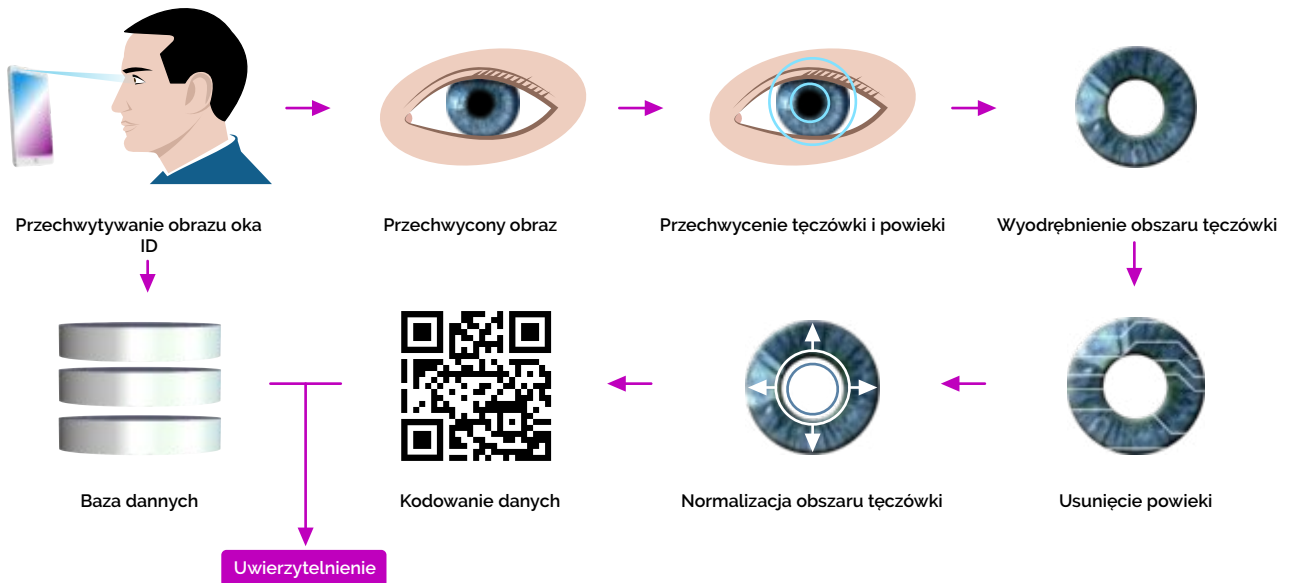 Przechwytywanie obrazu oka
ID
Przechwycony obraz
Przechwycenie tęczówki i powieki
Wyodrębnienie obszaru tęczówki
Baza dannych
Kodowanie danych
Normalizacja obszaru tęczówki
Usunięcie powieki
Uwierzytelnienie